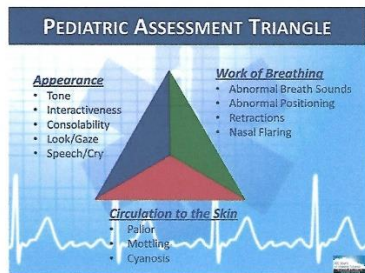 PEDIATRIC ASSESSMENT TRIANGLE
Appearance
• Tone
• Interactiveness
• Consolability
• Look/Gaze
• Speech/Cry
Work of Breathing
• Abnormal Breath Sounds
• Abnormal Positioning
• Retractions
• Nasal Flaring
Circulation to the Skin
• Pallor
• Mottling
• Cyanosis